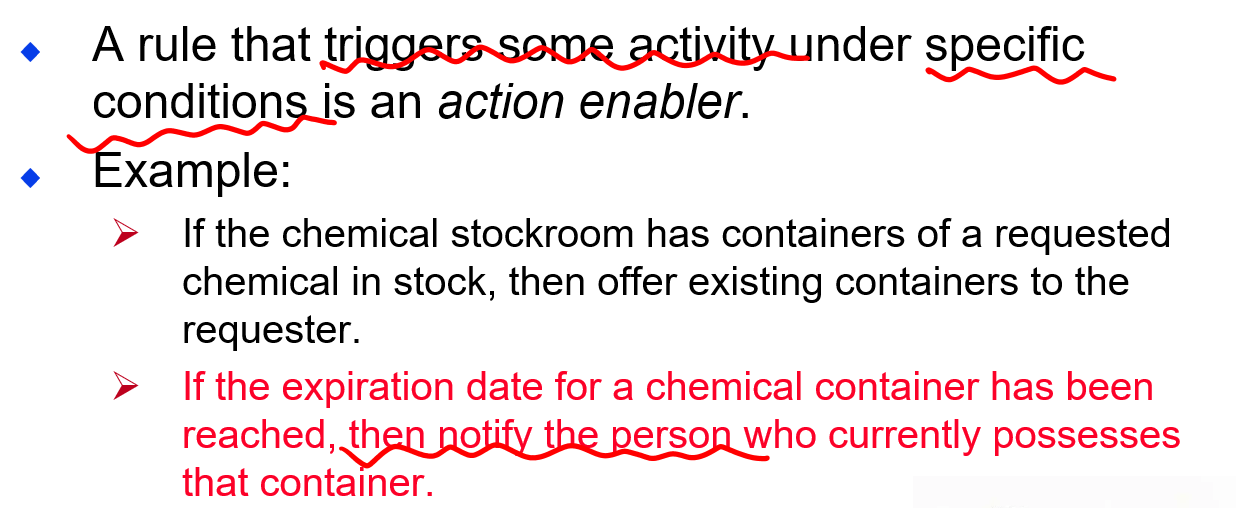 A rule that triggers some activity under specific
conditions is an action enabler.
Example:
If the chemical stockroom has containers of a requested
chemical in stock, then offer existing containers to the
requester.
If the expiration date for a chemical container has been
reached, then notify the person who currently possesses
that container.